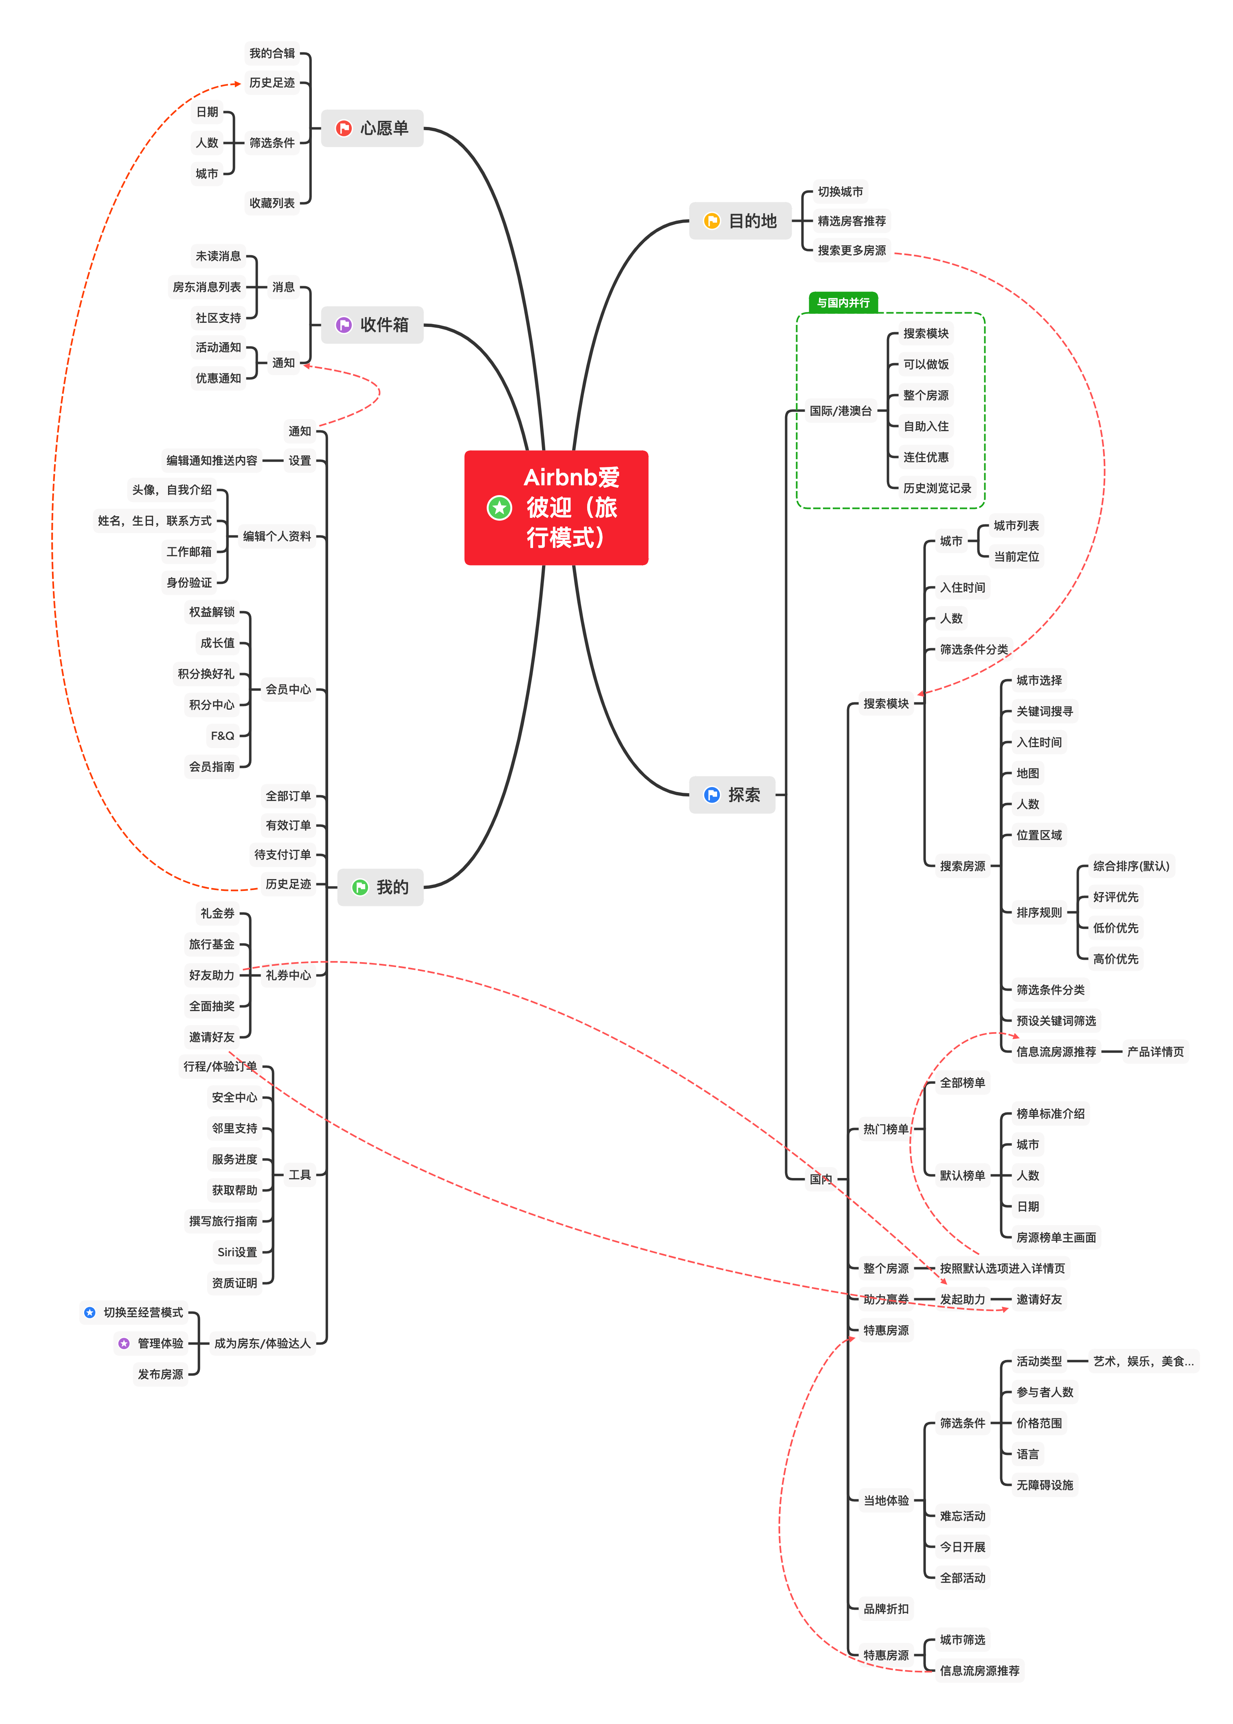 Airbnb爱
彼迎（旅
行模式）
心愿单
我的合辑
历史足迹
筛选条件
日期
人数
城市
收藏列表
收件箱
消息
未读消息
房东消息列表
社区支持
通知
活动通知
优惠通知
我的
通知
设置
编辑通知推送内容
编辑个人资料
头像，自我介绍
姓名，生日，联系方式
工作邮箱
身份验证
会员中心
权益解锁
成长值
积分换好礼
积分中心
F&Q
会员指南
全部订单
有效订单
待支付订单
历史足迹
礼券中心
礼金券
旅行基金
好友助力
全面抽奖
邀请好友
工具
行程/体验订单
安全中心
邻里支持
服务进度
获取帮助
撰写旅行指南
Siri设置
资质证明
成为房东/体验达人
切换至经营模式
管理体验
发布房源
目的地
切换城市
精选房客推荐
搜索更多房源
探索
与国内并行
国际/港澳台
搜索模块
可以做饭
整个房源
自助入住
连住优惠
历史浏览记录
国内
搜索模块
城市
城市列表
当前定位
入住时间
人数
筛选条件分类
搜索房源
城市选择
关键词搜寻
入住时间
地图
人数
位置区域
排序规则
综合排序(默认)
好评优先
低价优先
高价优先
筛选条件分类
预设关键词筛选
信息流房源推荐
产品详情页
热门榜单
全部榜单
默认榜单
榜单标准介绍
城市
人数
日期
房源榜单主画面
整个房源
按照默认选项进入详情页
助力赢券
发起助力
邀请好友
特惠房源
当地体验
筛选条件
活动类型
艺术，娱乐，美食...
参与者人数
价格范围
语言
无障碍设施
难忘活动
今日开展
全部活动
品牌折扣
特惠房源
城市筛选
信息流房源推荐